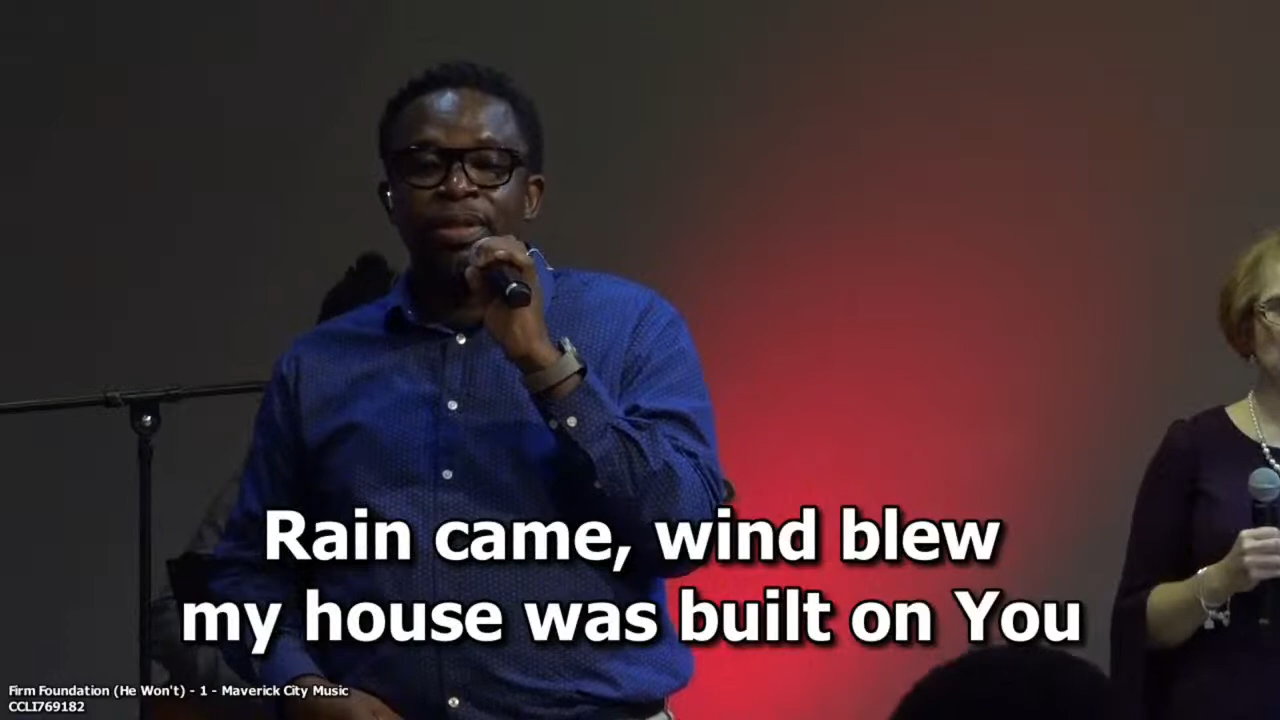 Rain came, wind blew
my house was built on You
Firm Foundation (He Won't) - 1 - Maverick City Music
CCLI769182